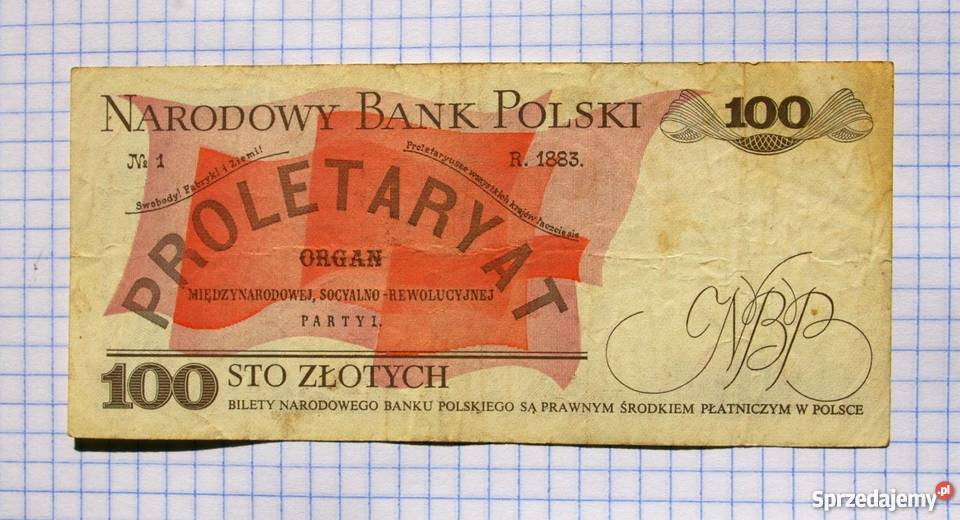 NARODOWY BANK POLSKI
100
№ 1
R. 1883.
Swobody! Fabryk! i Ziemi!
Proletaryusze wszystkich krajów łączcie się
PROLETARYAT
ORGAN
MIĘDZYNARODOWEJ, SOCYALNO-REWOLUCYJNEJ
PARTYI.
NBP
100 STO ZŁOTYCH
BILETY NARODOWEGO BANKU POLSKIEGO SĄ PRAWNYM ŚRODKIEM PŁATNICZYM W POLSCE
Sprzedajemy.pl